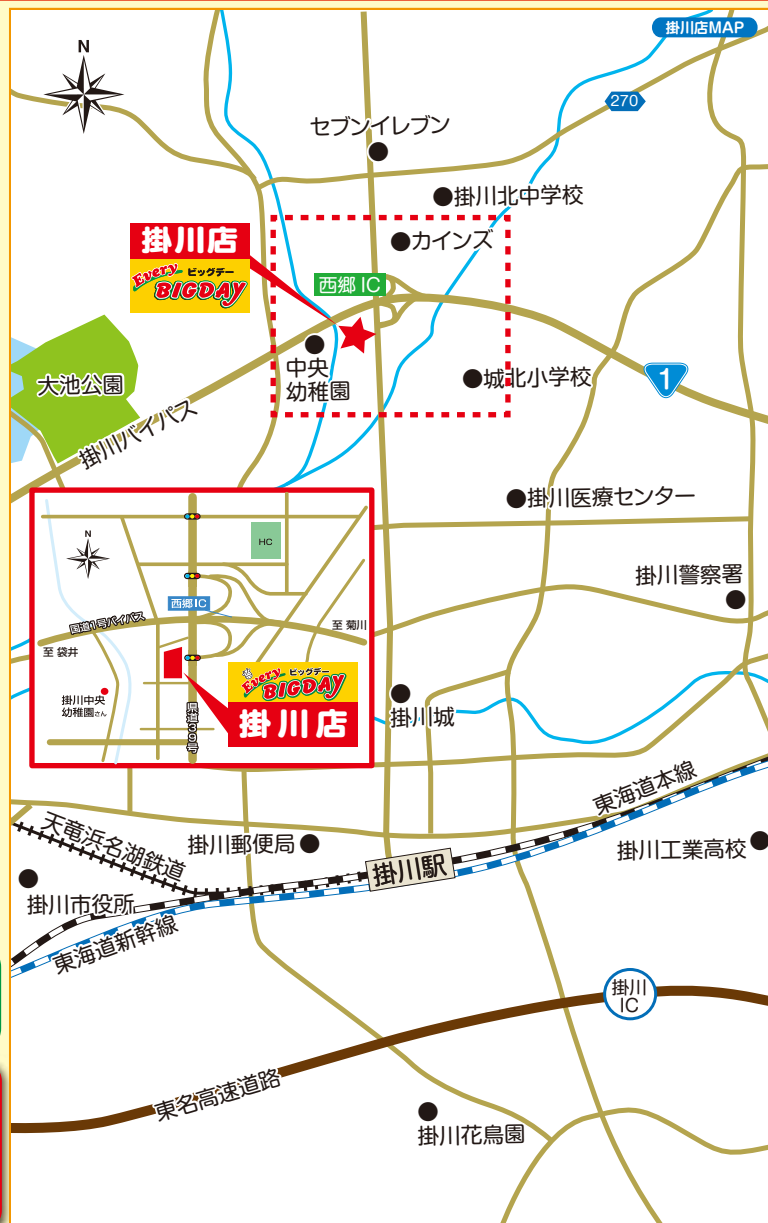 掛川店MAP
N
270
セブンイレブン
掛川北中学校
カインズ
掛川店
Every ビッグデー
BIGDAY
西郷 IC
中央
幼稚園
城北小学校
1
大池公園
掛川バイパス
掛川医療センター
掛川警察署
N
HC
西郷IC
国道1号バイパス
至 菊川
至 袋井
Every ビッグデー
BIGDAY
掛川店
掛川中央
幼稚園さん
県道39号
掛川城
東海道本線
天竜浜名湖鉄道
掛川郵便局
掛川駅
掛川工業高校
掛川市役所
東海道新幹線
掛川
IC
東名高速道路
掛川花鳥園